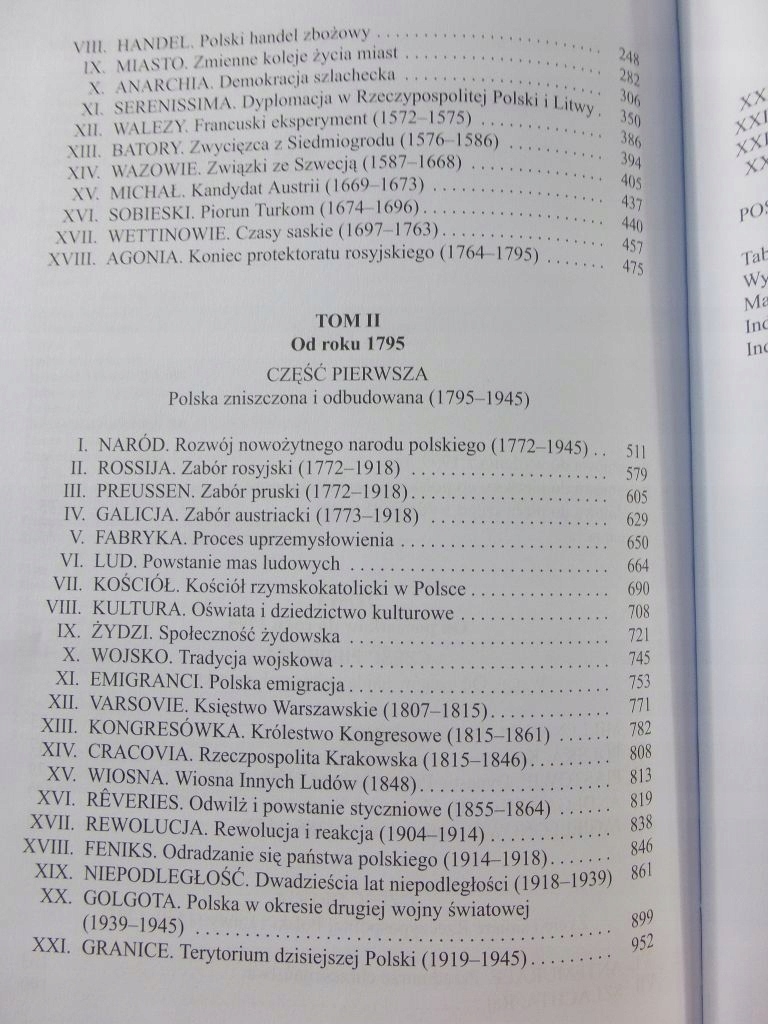 VIII. HANDEL. Polski handel zbożowy . . . . . . . . . . . . . . . . . . . . . . . . . 248
IX. MIASTO. Zmienne koleje życia miast . . . . . . . . . . . . . . . . . . . . . 282
X. ANARCHIA. Demokracja szlachecka . . . . . . . . . . . . . . . . . . . . . 306
XI. SERENISSIMA. Dyplomacja w Rzeczypospolitej Polski i Litwy . 350
XII. WALEZY. Francuski eksperyment (1572–1575) . . . . . . . . . . . . . 386
XIII. BATORY. Zwycięzca z Siedmiogrodu (1576–1586) . . . . . . . . . . 394
XIV. WAZOWIE. Związki ze Szwecją (1587–1668) . . . . . . . . . . . . . . 405
XV. MICHAŁ. Kandydat Austrii (1669–1673) . . . . . . . . . . . . . . . . . . 437
XVI. SOBIESKI. Piorun Turkom (1674–1696) . . . . . . . . . . . . . . . . . . . 440
XVII. WETTINOWIE. Czasy saskie (1697–1763) . . . . . . . . . . . . . . . . . 457
XVIII. AGONIA. Koniec protektoratu rosyjskiego (1764–1795) . . . . . . . 475
TOM II
Od roku 1795
CZĘŚĆ PIERWSZA
Polska zniszczona i odbudowana (1795–1945)
I. NARÓD. Rozwój nowożytnego narodu polskiego (1772–1945) . . 511
II. ROSSIJA. Zabór rosyjski (1772–1918) . . . . . . . . . . . . . . . . . . . . 579
III. PREUSSEN. Zabór pruski (1772–1918) . . . . . . . . . . . . . . . . . . . . 605
IV. GALICJA. Zabór austriacki (1773–1918) . . . . . . . . . . . . . . . . . . 629
V. FABRYKA. Proces uprzemysłowienia . . . . . . . . . . . . . . . . . . . . . 650
VI. LUD. Powstanie mas ludowych . . . . . . . . . . . . . . . . . . . . . . . . . 664
VII. KOŚCIÓŁ. Kościół rzymskokatolicki w Polsce . . . . . . . . . . . . . . 690
VIII. KULTURA. Oświata i dziedzictwo kulturowe . . . . . . . . . . . . . . . 708
IX. ŻYDZI. Społeczność żydowska . . . . . . . . . . . . . . . . . . . . . . . . . 721
X. WOJSKO. Tradycja wojskowa . . . . . . . . . . . . . . . . . . . . . . . . . . 745
XI. EMIGRANCI. Polska emigracja . . . . . . . . . . . . . . . . . . . . . . . . . 753
XII. VARSOVIE. Księstwo Warszawskie (1807–1815) . . . . . . . . . . . . 771
XIII. KONGRESÓWKA. Królestwo Kongresowe (1815–1861) . . . . . . 782
XIV. CRACOVIA. Rzeczpospolita Krakowska (1815–1846) . . . . . . . . 808
XV. WIOSNA. Wiosna Innych Ludów (1848) . . . . . . . . . . . . . . . . . . . 813
XVI. RÊVERIES. Odwilż i powstanie styczniowe (1855–1864) . . . . . . 819
XVII. REWOLUCJA. Rewolucja i reakcja (1904–1914) . . . . . . . . . . . . 838
XVIII. FENIKS. Odradzanie się państwa polskiego (1914–1918) . . . . . . . 846
XIX. NIEPODLEGŁOŚĆ. Dwadzieścia lat niepodległości (1918–1939) 861
XX. GOLGOTA. Polska w okresie drugiej wojny światowej
(1939–1945) . . . . . . . . . . . . . . . . . . . . . . . . . . . . . . . . . . . . . . . . . 899
XXI. GRANICE. Terytorium dzisiejszej Polski (1919–1945) . . . . . . . . . 952